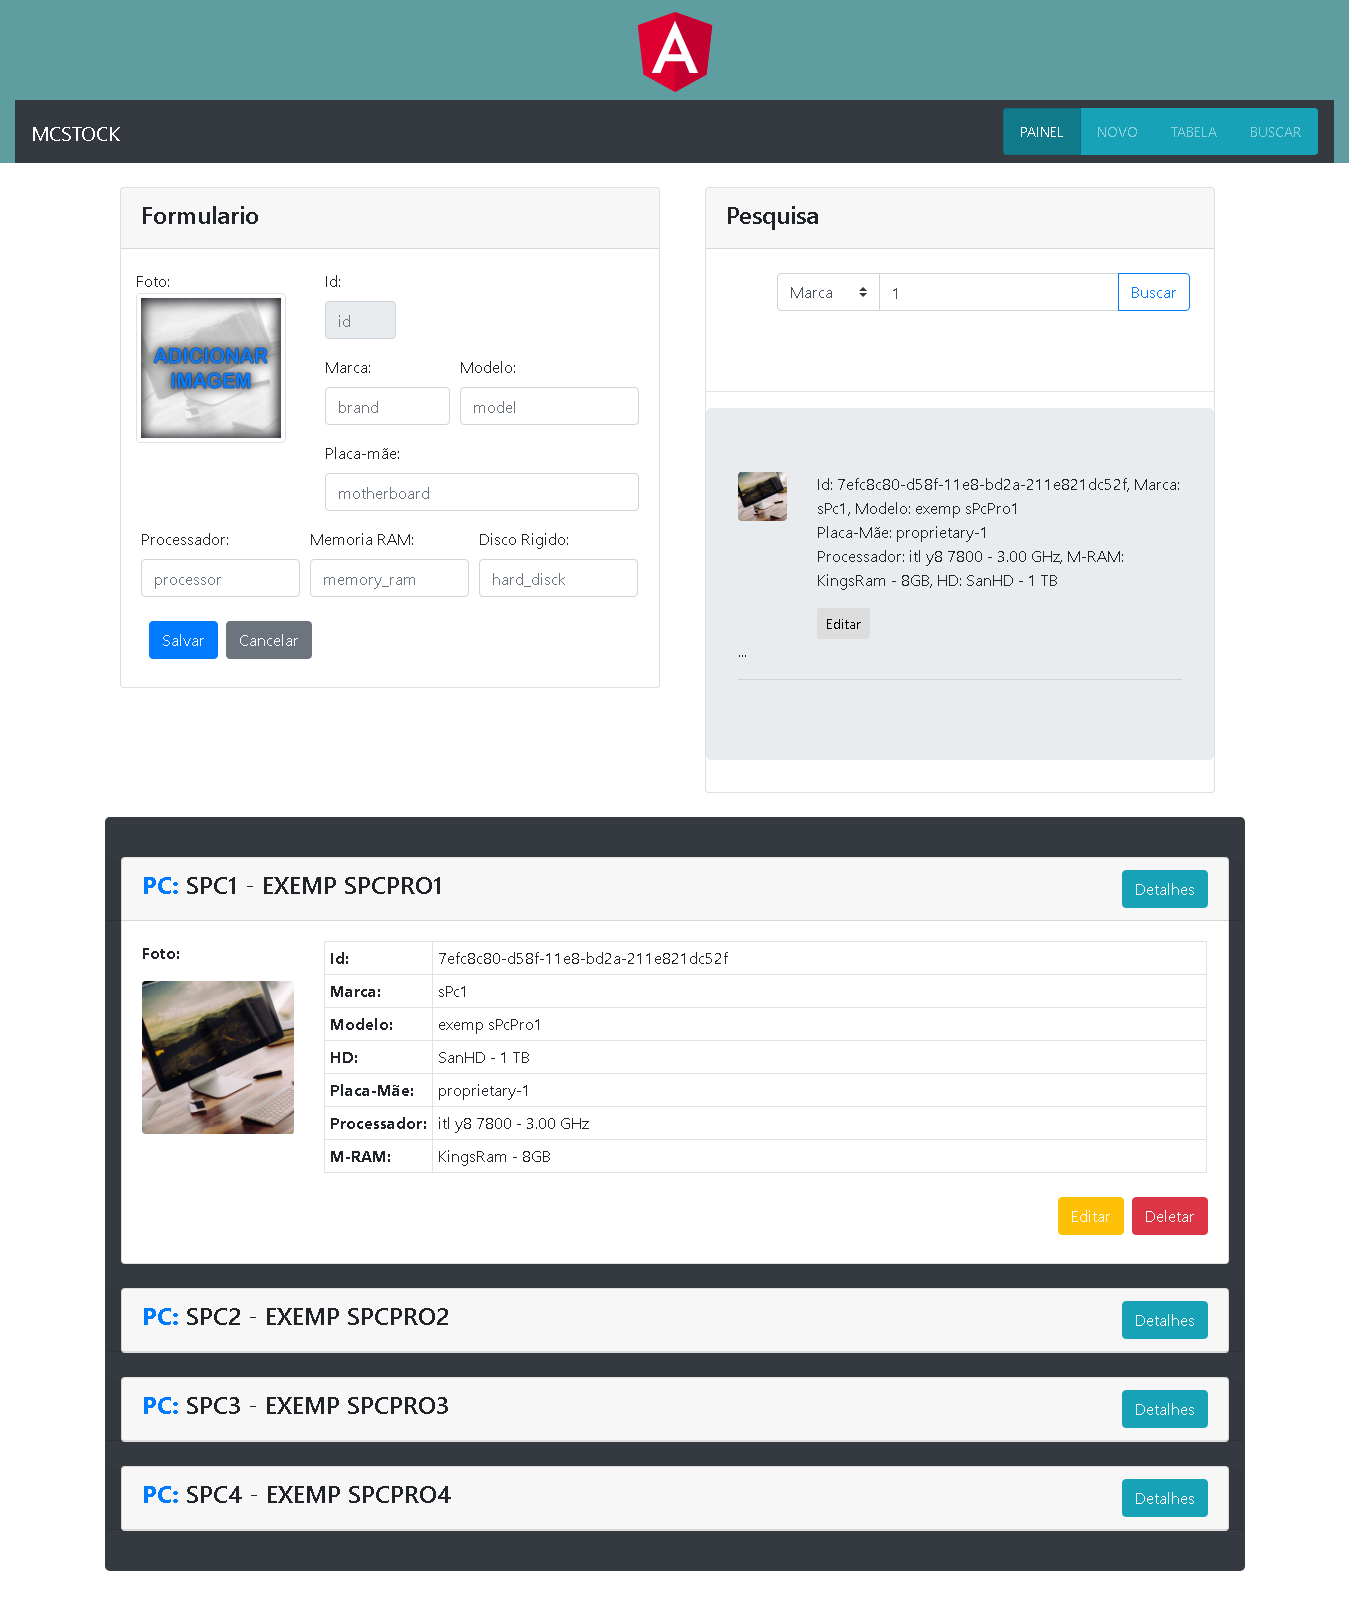 A
MCSTOCK
PAINEL NOVO TABELA BUSCAR
Formulario
Foto:
ADICIONAR
IMAGEM
Id:
id
Marca: Modelo:
brand model
Placa-mãe:
motherboard
Processador: Memoria RAM: Disco Rigido:
processor memory_ram hard_disck
Salvar Cancelar
Pesquisa
Marca 1 Buscar
Id: 7efc8c80-d58f-11e8-bd2a-211e821dc52f, Marca:
sPc1, Modelo: exemp sPcPro1
Placa-Mãe: proprietary-1
Processador: itl y8 7800 - 3.00 GHz, M-RAM:
KingsRam - 8GB, HD: SanHD - 1 TB
Editar
...
PC: SPC1 - EXEMP SPCPRO1 Detalhes
Foto:
Id: 7efc8c80-d58f-11e8-bd2a-211e821dc52f
Marca: sPc1
Modelo: exemp sPcPro1
HD: SanHD - 1 TB
Placa-Mãe: proprietary-1
Processador: itl y8 7800 - 3.00 GHz
M-RAM: KingsRam - 8GB
Editar Deletar
PC: SPC2 - EXEMP SPCPRO2 Detalhes
PC: SPC3 - EXEMP SPCPRO3 Detalhes
PC: SPC4 - EXEMP SPCPRO4 Detalhes